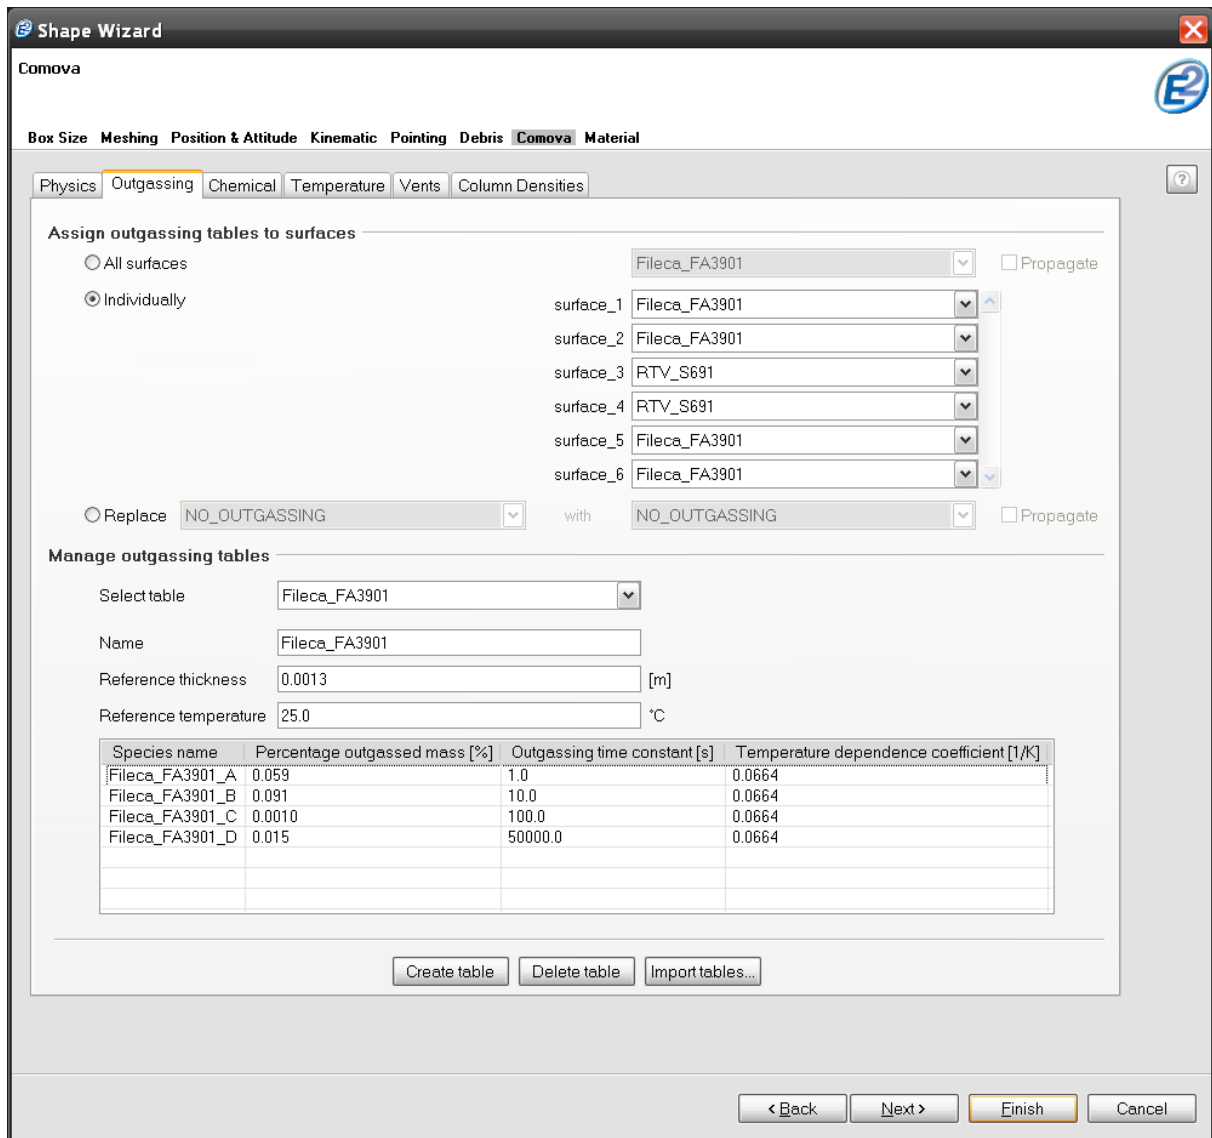 Shape Wizard
Comova
E2
Box Size Meshing Position & Attitude Kinematic Pointing Debris Comova Material
Physics Outgassing Chemical Temperature Vents Column Densities ?
Assign outgassing tables to surfaces
All surfaces Fileca_FA3901 Propagate
Individually
surface_1 Fileca_FA3901
surface_2 Fileca_FA3901
surface_3 RTV_S691
surface_4 RTV_S691
surface_5 Fileca_FA3901
surface_6 Fileca_FA3901
Replace NO_OUTGASSING with NO_OUTGASSING Propagate
Manage outgassing tables
Select table Fileca_FA3901
Name Fileca_FA3901
Reference thickness 0.0013 [m]
Reference temperature 25.0 °C
Species name Percentage outgassed mass [%] Outgassing time constant [s] Temperature dependence coefficient [1/K]
Fileca_FA3901_A 0.059 1.0 0.0664
Fileca_FA3901_B 0.091 10.0 0.0664
Fileca_FA3901_C 0.0010 100.0 0.0664
Fileca_FA3901_D 0.015 50000.0 0.0664
Create table Delete table Import tables...
< Back Next > Finish Cancel